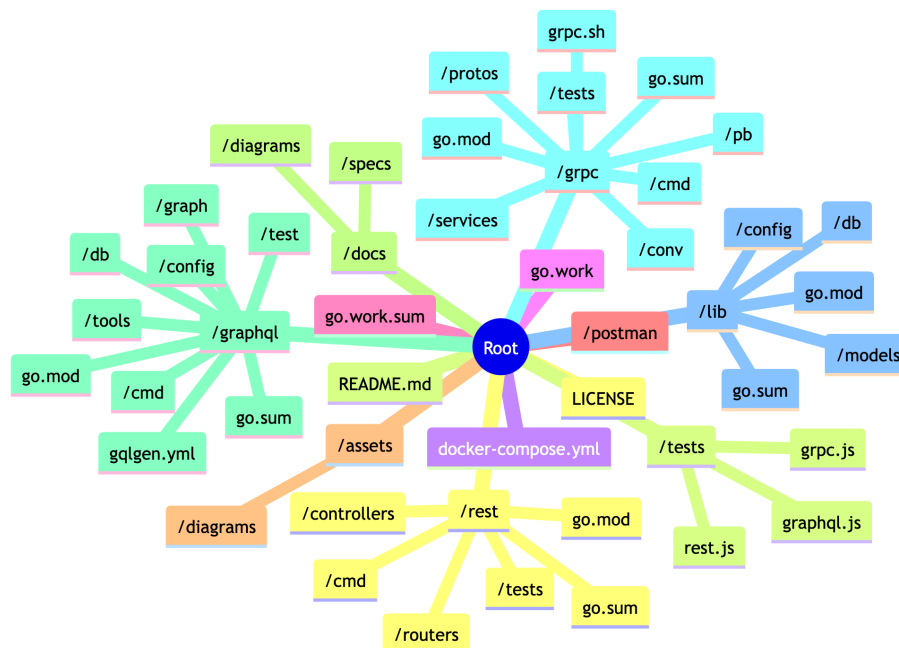 grpc.sh
/protos
/tests
go.sum
go.mod
/pb
/grpc
/cmd
/services
/conv
/diagrams
/specs
/docs
/graph
/test
/db
/config
/tools
/graphql
go.mod
/cmd
go.sum
gqlgen.yml
go.work
go.work.sum
Root
/postman
/config
/db
/lib
go.mod
/models
go.sum
README.md
LICENSE
/assets
/diagrams
docker-compose.yml
/tests
grpc.js
graphql.js
rest.js
/controllers
/rest
go.mod
/cmd
/tests
go.sum
/routers